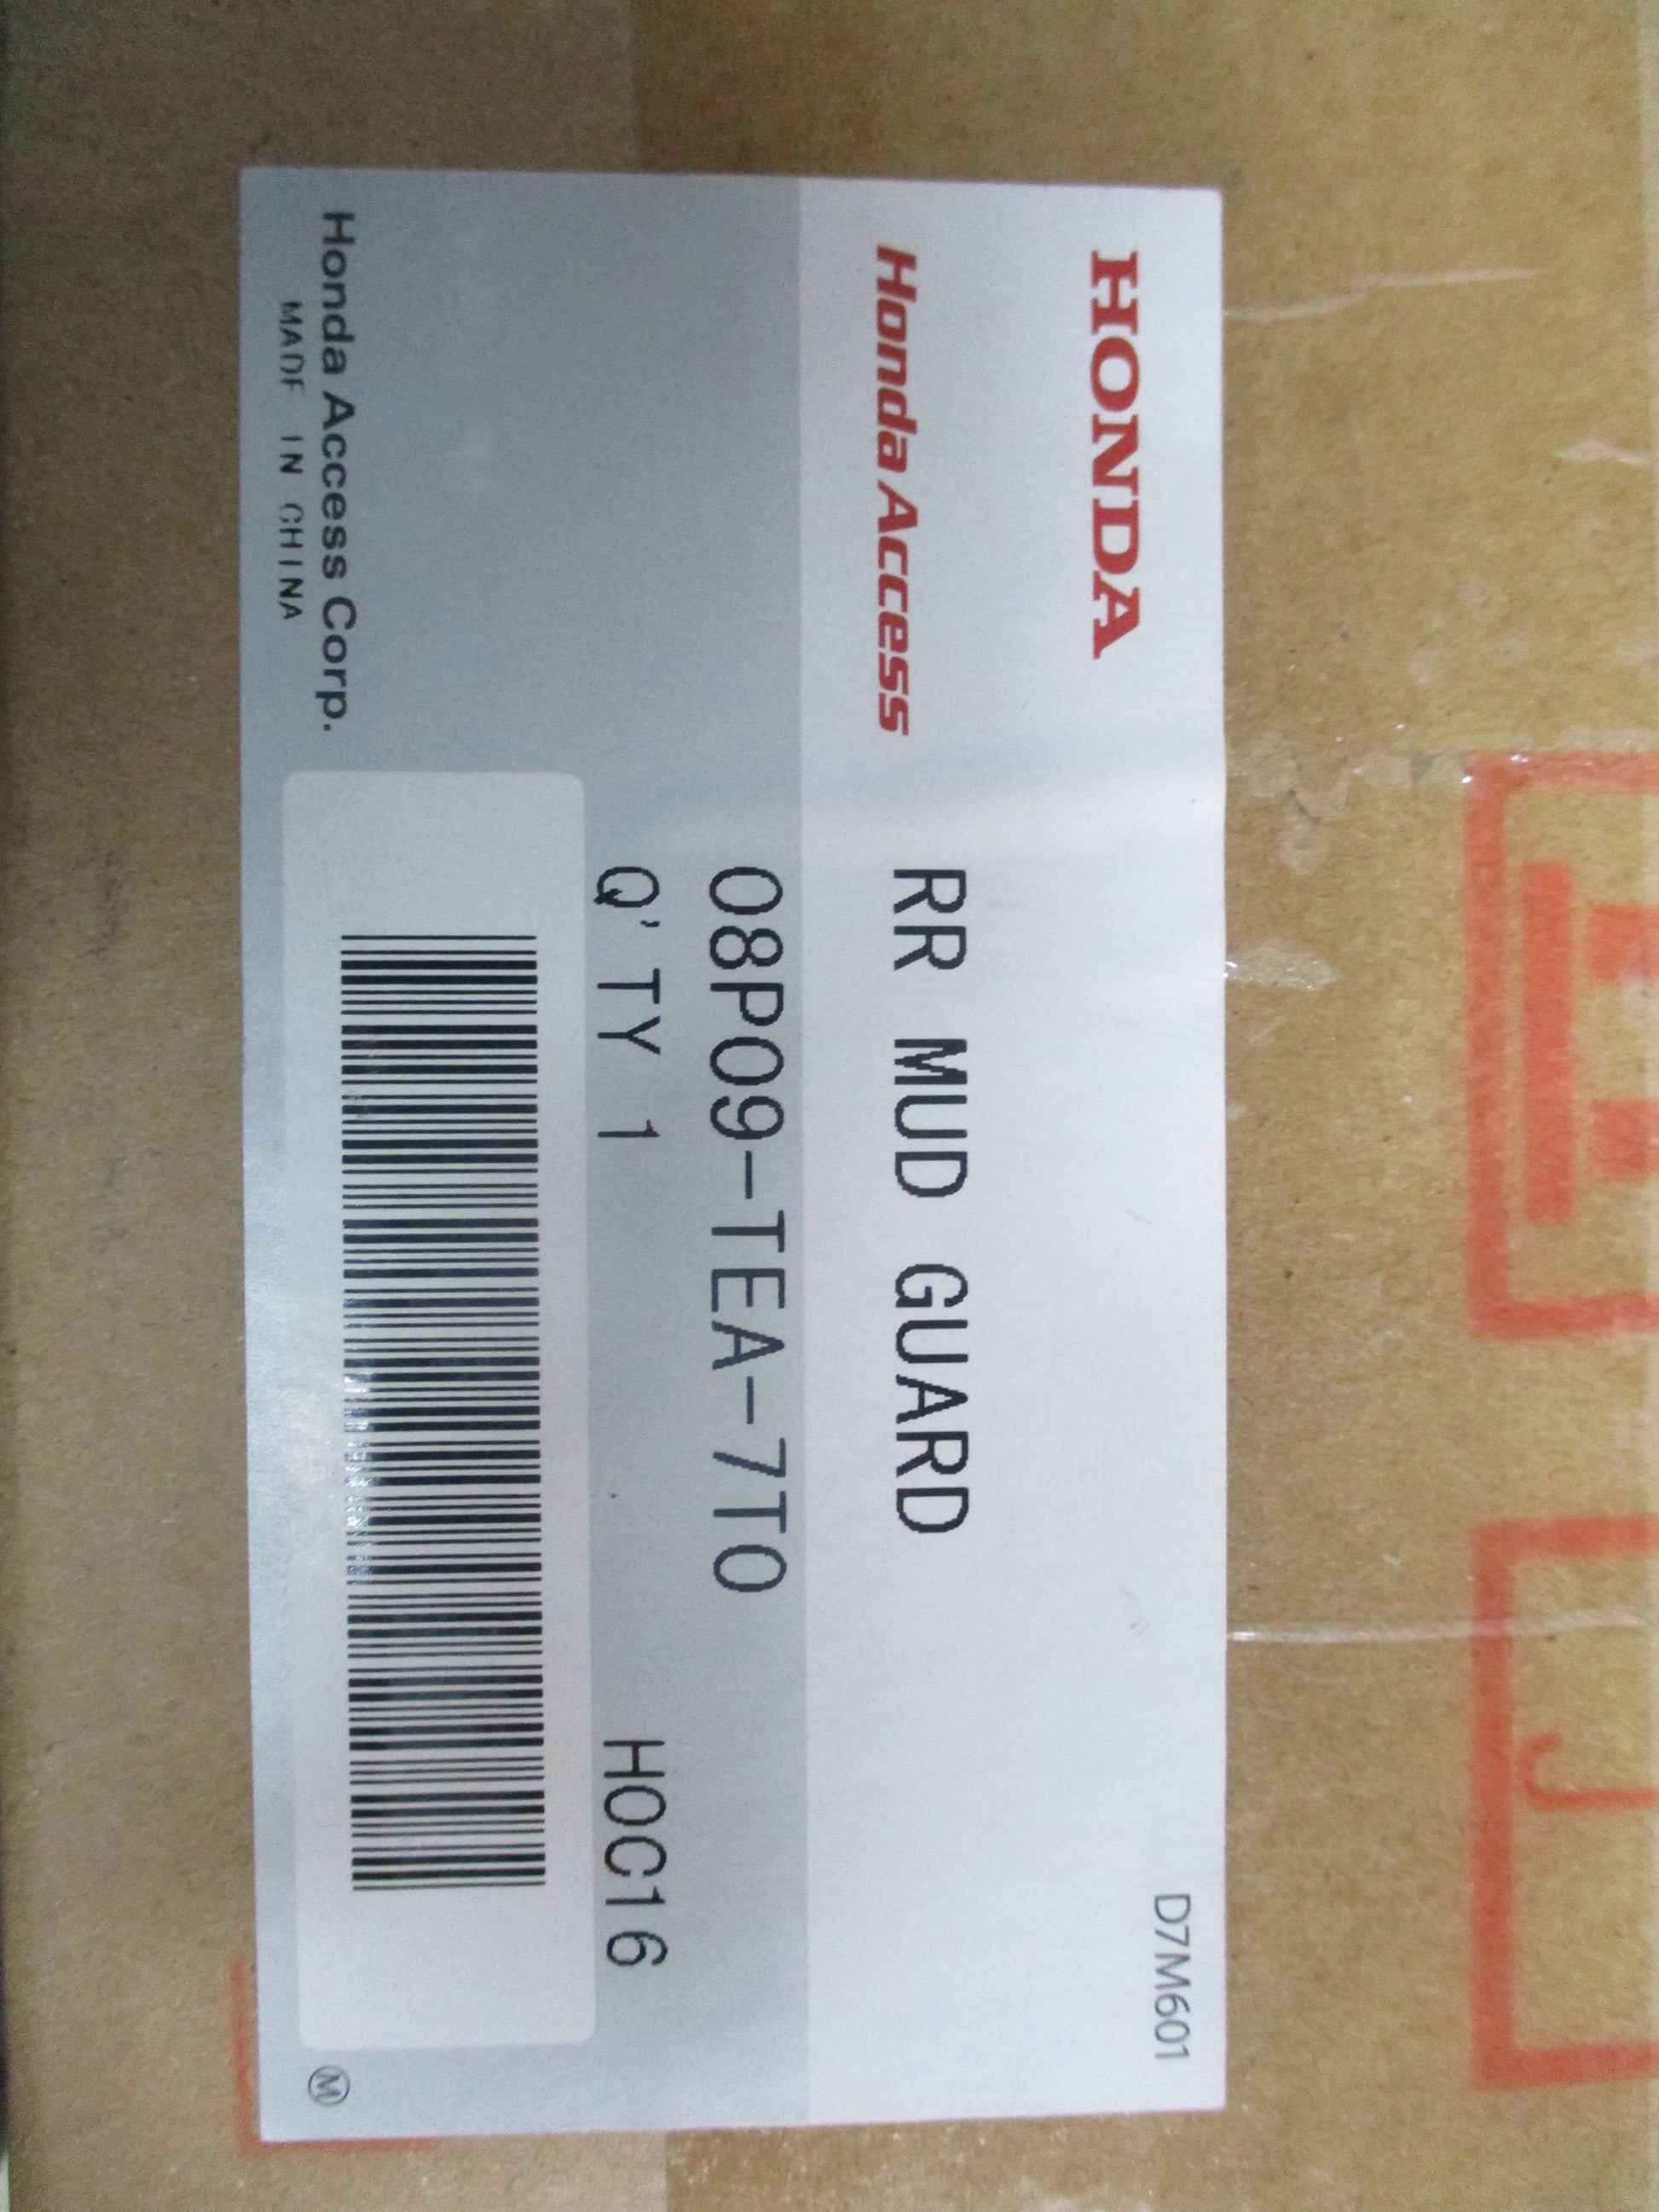 HONDA
D7M601
Honda Access
RR MUD GUARD
08P09-TEA-7T0
Q'TY 1
H0C16
Honda Access Corp.
MADE IN CHINA
M
J